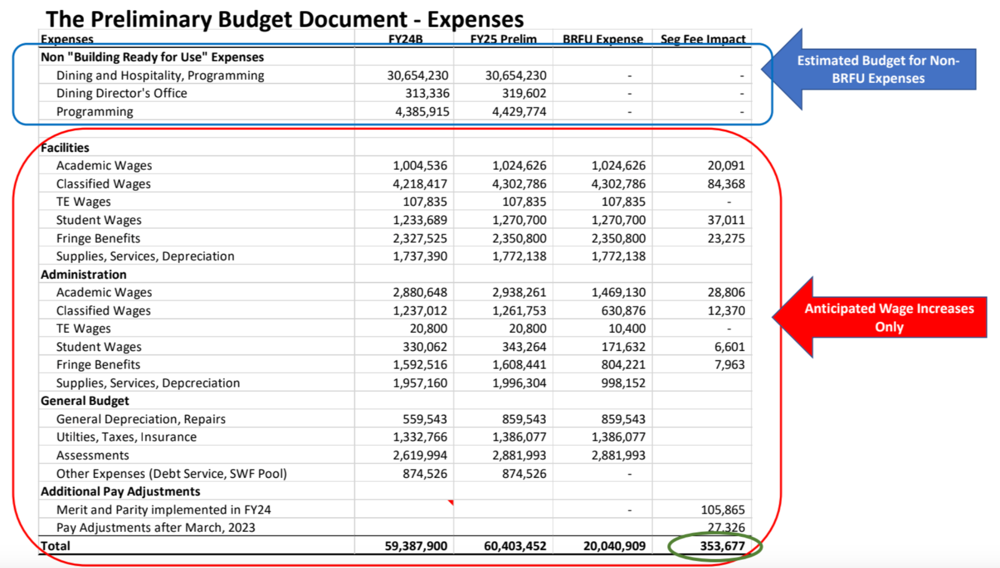 The Preliminary Budget Document - Expenses
Expenses FY24B FY25 Prelim BRFU Expense Seg Fee Impact
Non "Building Ready for Use" Expenses
Dining and Hospitality, Programming 30,654,230 30,654,230 - -
Dining Director's Office 313,336 319,602 - -
Programming 4,385,915 4,429,774 - -
Estimated Budget for Non-
BRFU Expenses
Facilities
Academic Wages 1,004,536 1,024,626 1,024,626 20,091
Classified Wages 4,218,417 4,302,786 4,302,786 84,368
TE Wages 107,835 107,835 107,835 -
Student Wages 1,233,689 1,270,700 1,270,700 37,011
Fringe Benefits 2,327,525 2,350,800 2,350,800 23,275
Supplies, Services, Depreciation 1,737,390 1,772,138 1,772,138
Administration
Academic Wages 2,880,648 2,938,261 1,469,130 28,806
Classified Wages 1,237,012 1,261,753 630,876 12,370
TE Wages 20,800 20,800 10,400 -
Student Wages 330,062 343,264 171,632 6,601
Fringe Benefits 1,592,516 1,608,441 804,221 7,963
Supplies, Services, Depcreciation 1,957,160 1,996,304 998,152
Anticipated Wage Increases
Only
General Budget
General Depreciation, Repairs 559,543 859,543 859,543
Utilties, Taxes, Insurance 1,332,766 1,386,077 1,386,077
Assessments 2,619,994 2,881,993 2,881,993
Other Expenses (Debt Service, SWF Pool) 874,526 874,526 -
Additional Pay Adjustments
Merit and Parity implemented in FY24 - 105,865
Pay Adjustments after March, 2023 27,326
Total 59,387,900 60,403,452 20,040,909 353,677